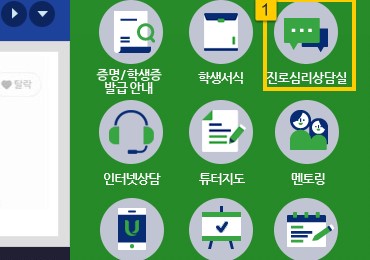 1
탈락
증명/학생증
발급 안내
학생서식
진로심리상담실
인터넷상담
튜터지도
멘토링